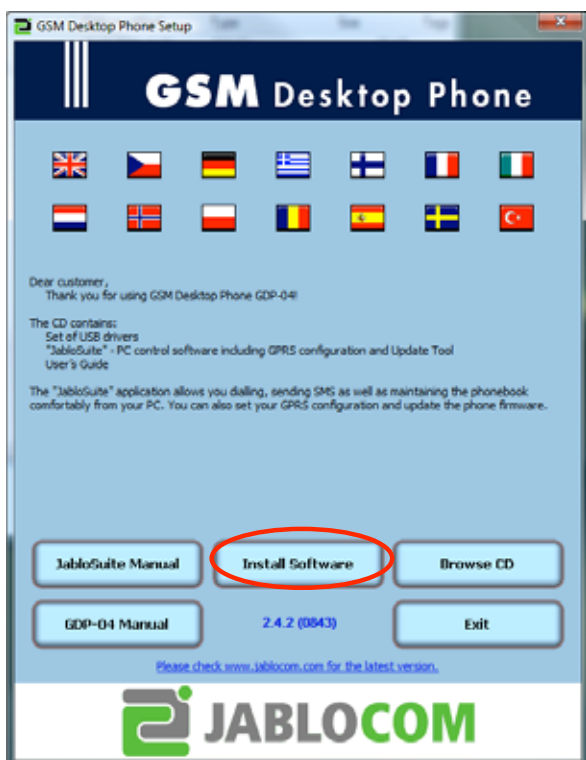 GSM Desktop Phone Setup
GSM Desktop Phone
Dear customer,
Thank you for using GSM Desktop Phone GDP-04!
The CD contains:
Set of USB drivers
"JabloSuite" - PC control software including GPRS configuration and Update Tool
User's Guide
The "JabloSuite" application allows you dialling, sending SMS as well as maintaining the phonebook
comfortably from your PC. You can also set your GPRS configuration and update the phone firmware.
JabloSuite Manual Install Software Browse CD
GDP-04 Manual 2.4.2 (0843) Exit
Please check www.jablocom.com for the latest version.
JABLOCOM